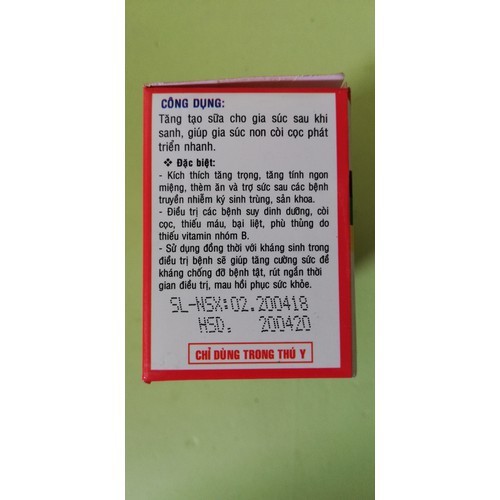 CÔNG DỤNG:
Tăng tạo sữa cho gia súc sau khi
sanh, giúp gia súc non còi cọc phát
triển nhanh.
❖ Đặc biệt:
- Kích thích tăng trọng, tăng tính ngon
miệng, thèm ăn và trợ sức sau các bệnh
truyền nhiễm ký sinh trùng, sản khoa.
- Điều trị các bệnh suy dinh dưỡng, còi
cọc, thiếu máu, bại liệt, phù thủng do
thiếu vitamin nhóm B.
- Sử dụng đồng thời với kháng sinh trong
điều trị bệnh sẽ giúp tăng cường sức đề
kháng chống đỡ bệnh tật, rút ngắn thời
gian điều trị, mau hồi phục sức khỏe.
SL-NSX:02.200418
HSD. 200420
CHỈ DÙNG TRONG THÚ Y